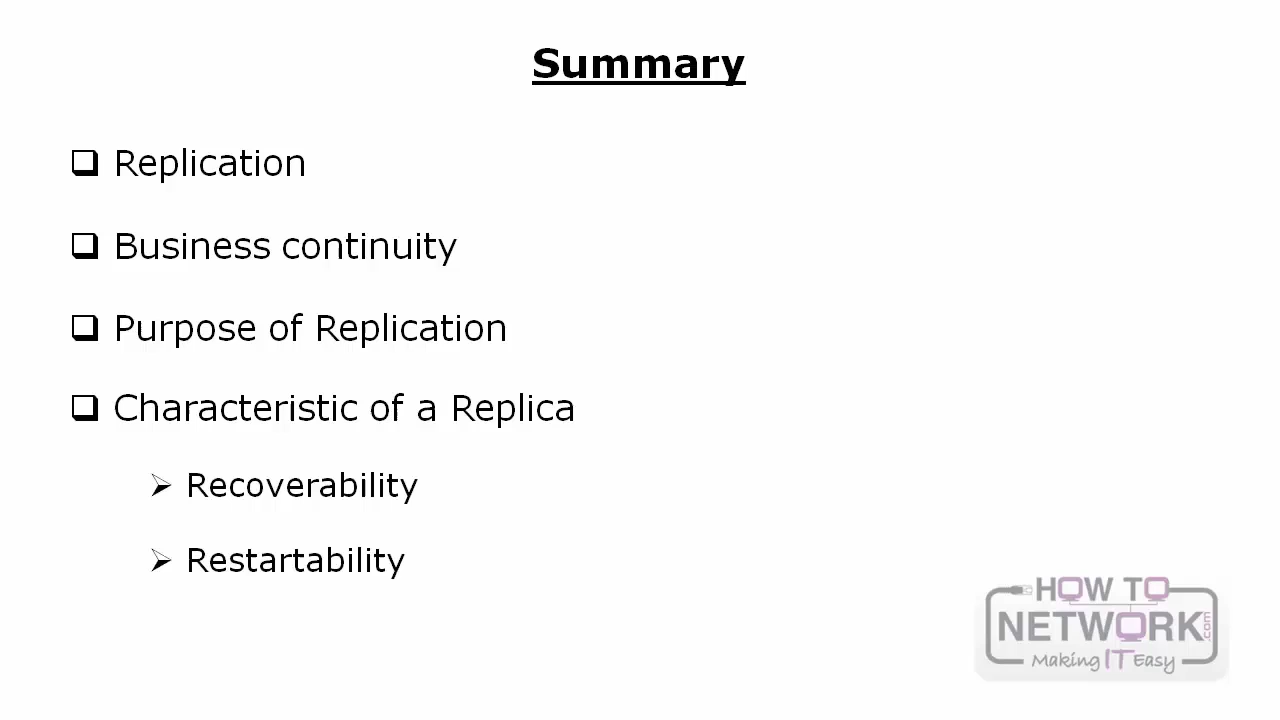 Summary
Replication
Business continuity
Purpose of Replication
Characteristic of a Replica
Recoverability
Restartability
HOW TO
NETWORK.com
Making IT Easy